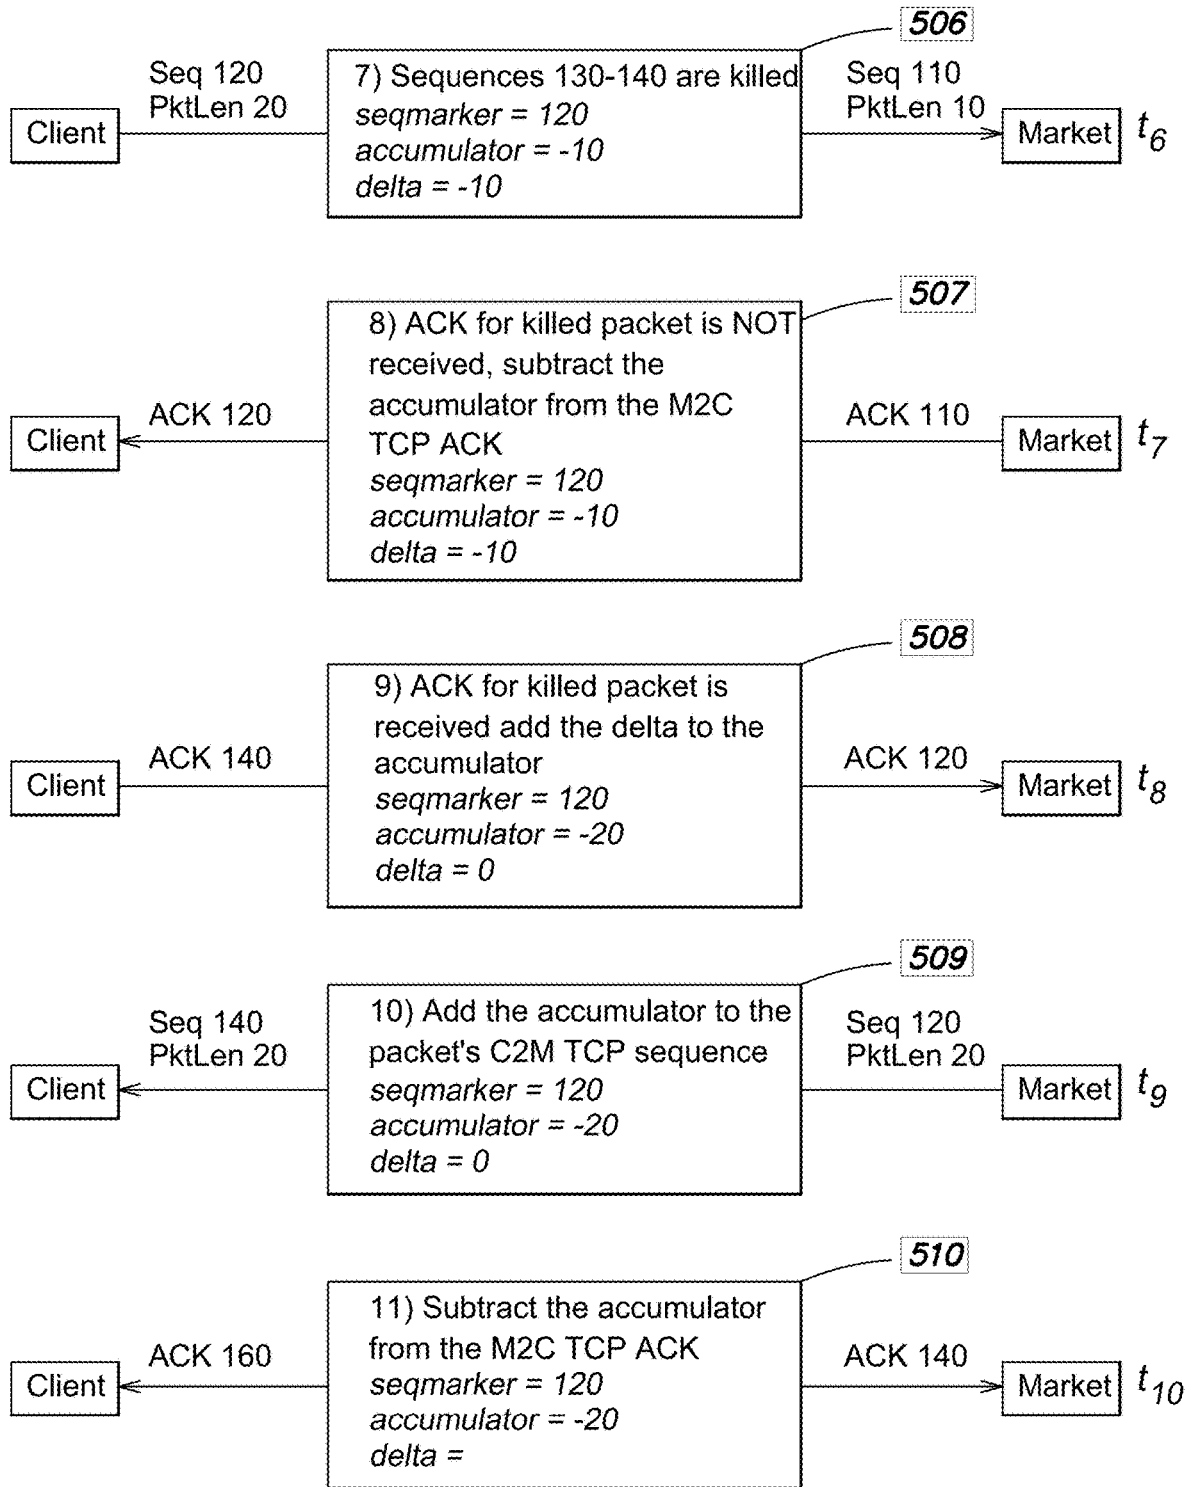 506
Seq 120
PktLen 20
7) Sequences 130-140 are killed
seqmarker = 120
accumulator = -10
delta = -10
Seq 110
PktLen 10
Client
Market
t6
507
8) ACK for killed packet is NOT
received, subtract the
accumulator from the M2C
TCP ACK
seqmarker = 120
accumulator = -10
delta = -10
ACK 120
ACK 110
Client
Market
t7
508
9) ACK for killed packet is
received add the delta to the
accumulator
seqmarker = 120
accumulator = -20
delta = 0
ACK 140
ACK 120
Client
Market
t8
509
Seq 140
PktLen 20
10) Add the accumulator to the
packet's C2M TCP sequence
seqmarker = 120
accumulator = -20
delta = 0
Seq 120
PktLen 20
Client
Market
t9
510
11) Subtract the accumulator
from the M2C TCP ACK
seqmarker = 120
accumulator = -20
delta =
ACK 160
ACK 140
Client
Market
t10